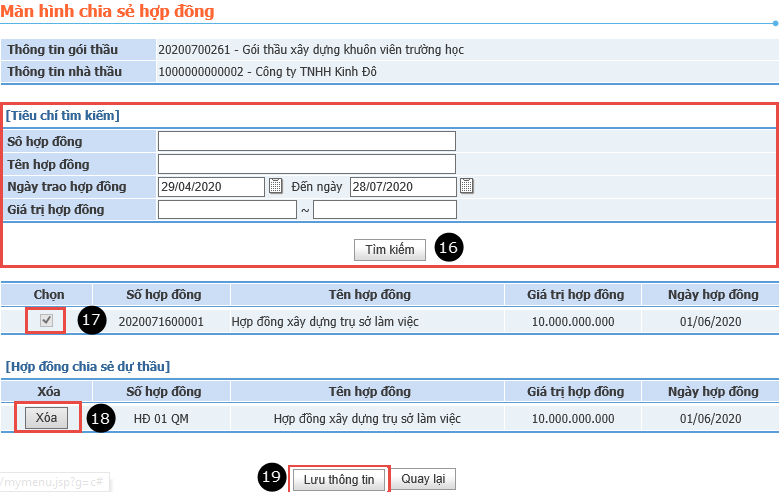 Màn hình chia sẻ hợp đồng
Thông tin gói thầu 20200700261 - Gói thầu xây dựng khuôn viên trường học
Thông tin nhà thầu 1000000000002 - Công ty TNHH Kinh Đô
[Tiêu chí tìm kiếm]
Số hợp đồng
Tên hợp đồng
Ngày trao hợp đồng 29/04/2020 Đến ngày 28/07/2020
Giá trị hợp đồng ~
Tìm kiếm 16
Chọn Số hợp đồng Tên hợp đồng Giá trị hợp đồng Ngày hợp đồng
17 2020071600001 Hợp đồng xây dựng trụ sở làm việc 10.000.000.000 01/06/2020
[Hợp đồng chia sẻ dự thầu]
Xóa Số hợp đồng Tên hợp đồng Giá trị hợp đồng Ngày hợp đồng
Xóa 18 HĐ 01 QM Hợp đồng xây dựng trụ sở làm việc 10.000.000.000 01/06/2020
19 Lưu thông tin Quay lại
/mymenu.jsp?g=c#